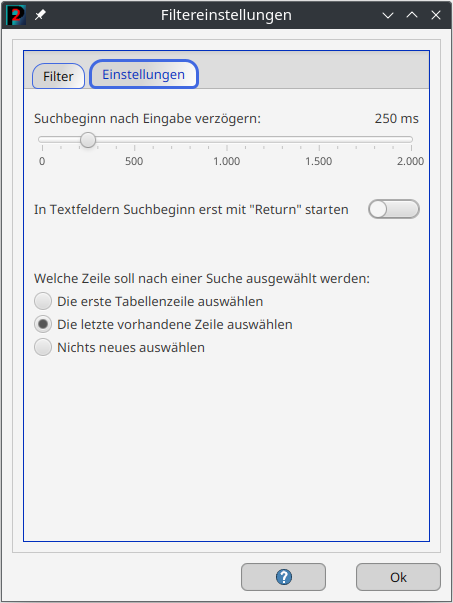 Filtereinstellungen
Filter Einstellungen
Suchbeginn nach Eingabe verzögern: 250 ms
0 500 1.000 1.500 2.000
In Textfeldern Suchbeginn erst mit "Return" starten
Welche Zeile soll nach einer Suche ausgewählt werden:
Die erste Tabellenzeile auswählen
Die letzte vorhandene Zeile auswählen
Nichts neues auswählen
? Ok